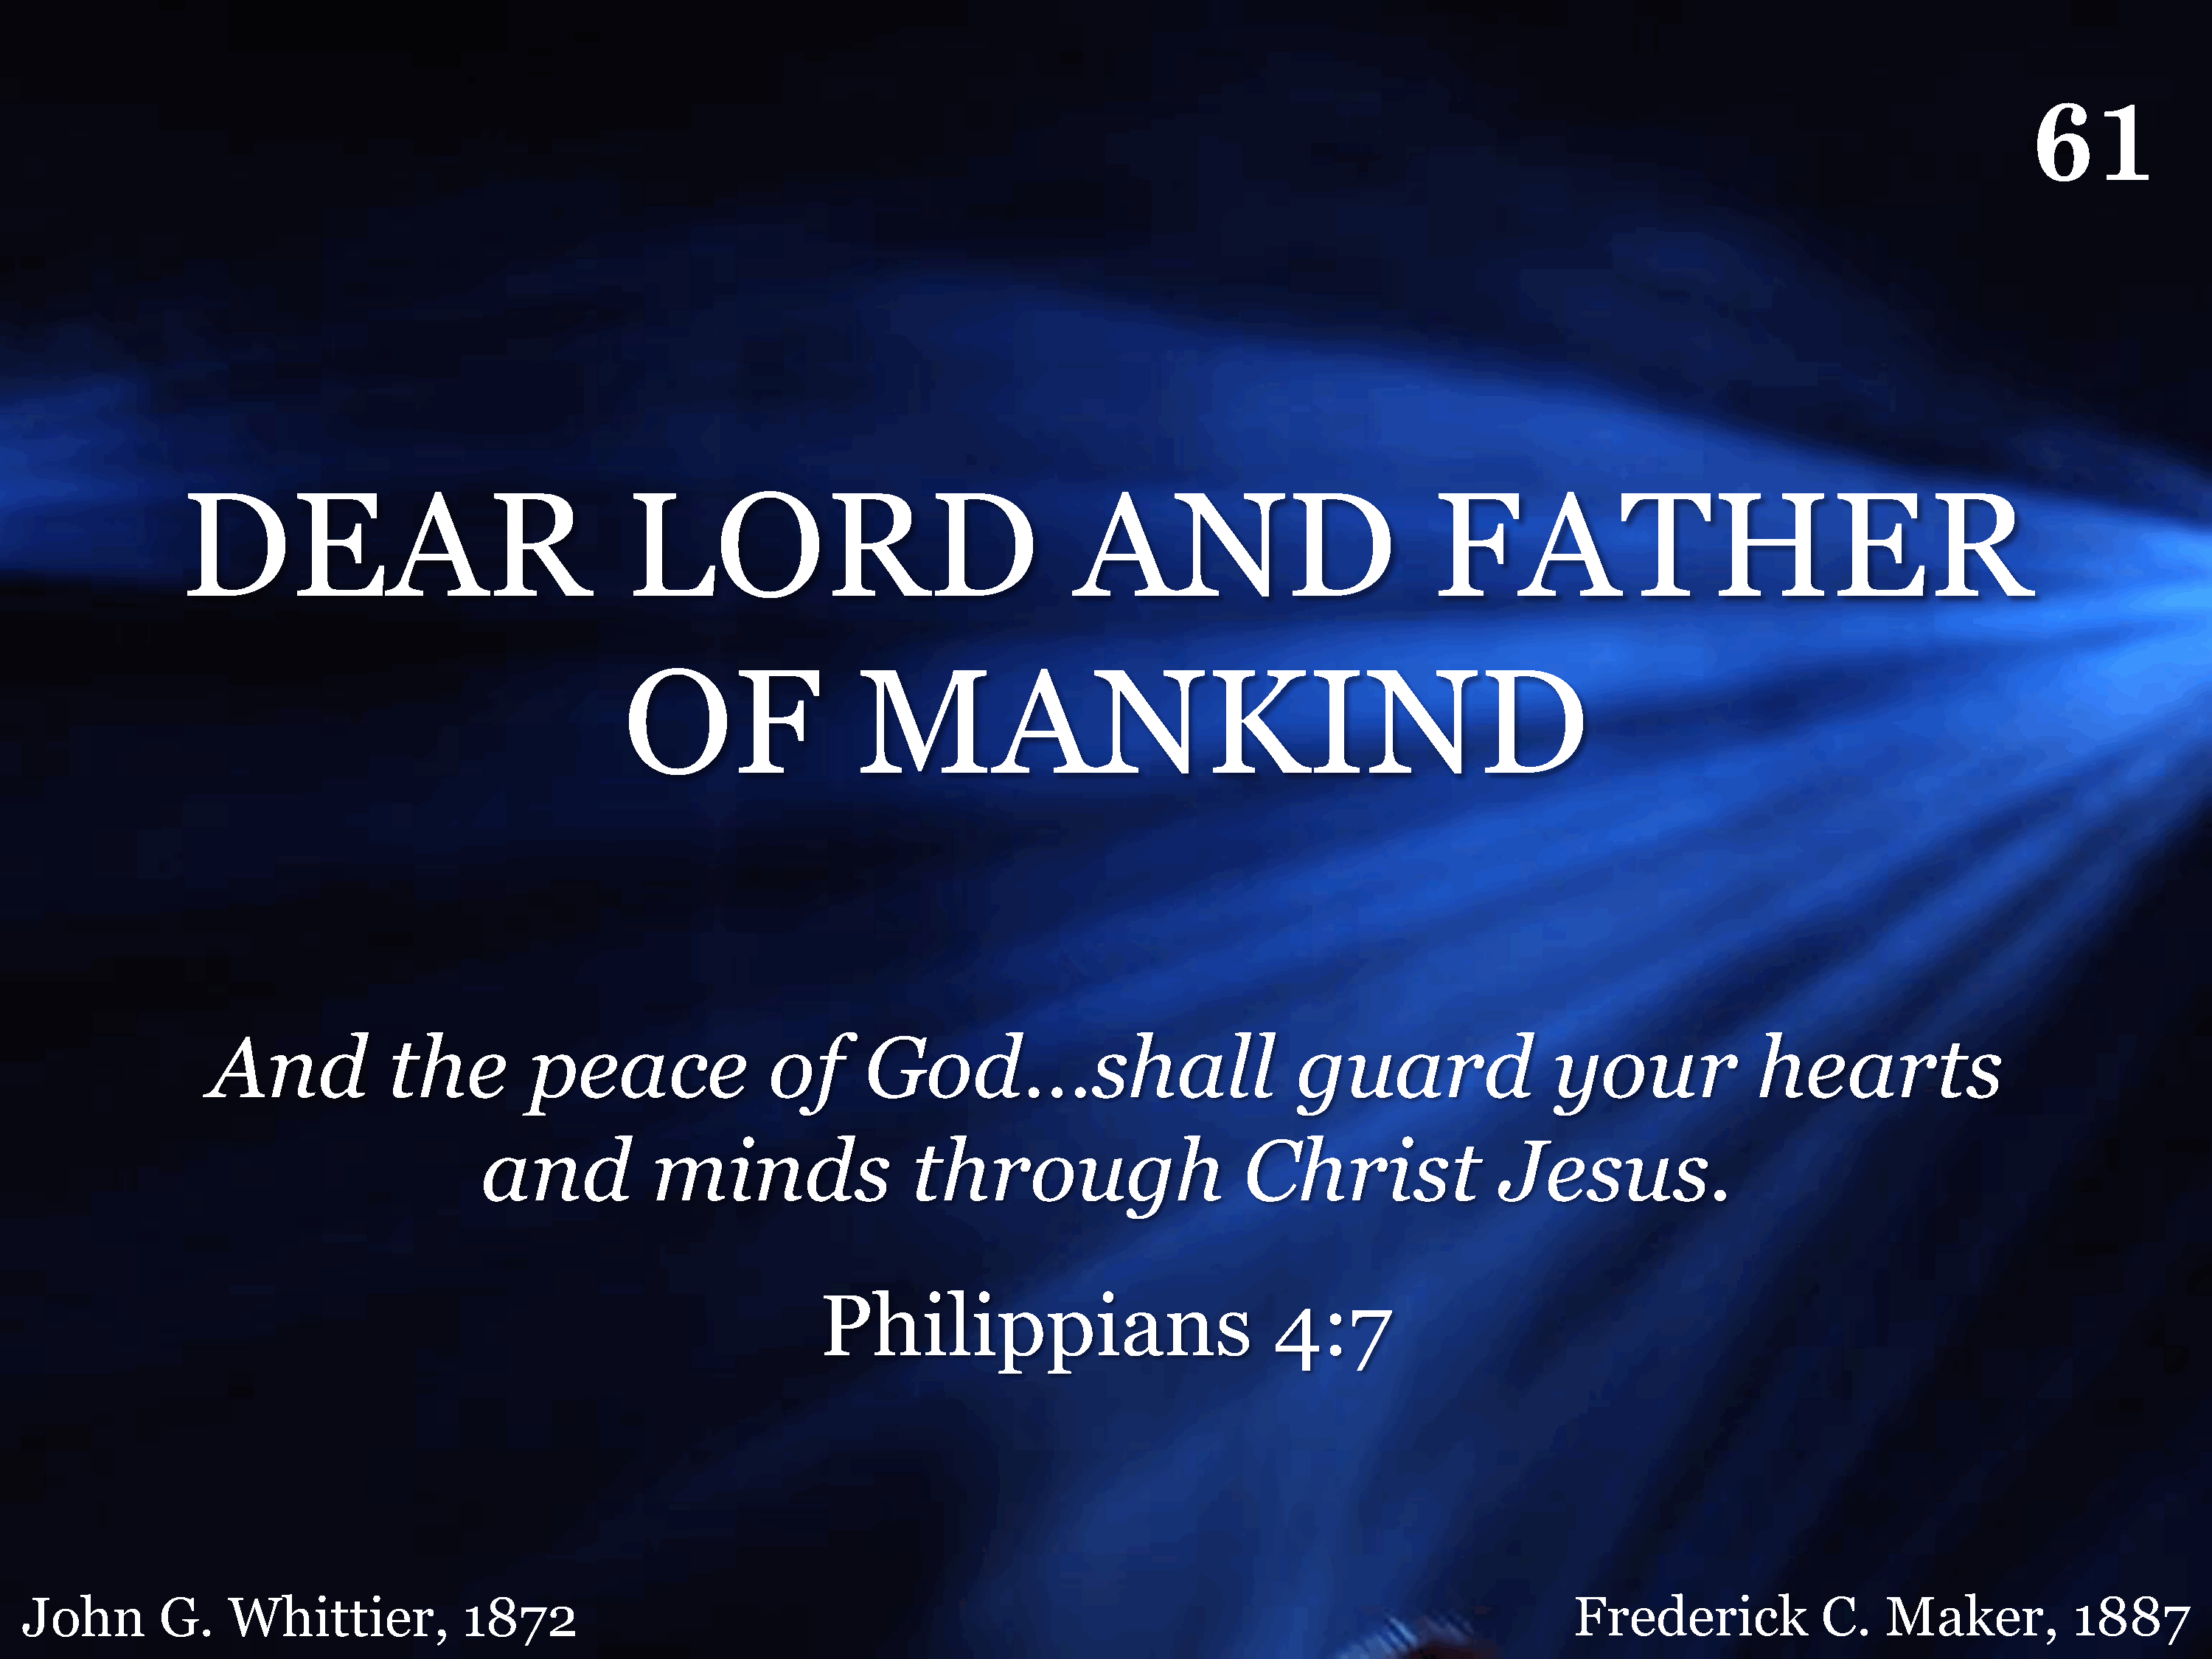 61
DEAR LORD AND FATHER
OF MANKIND
And the peace of God...shall guard your hearts
and minds through Christ Jesus.
Philippians 4:7
John G. Whittier, 1872
Frederick C. Maker, 1887